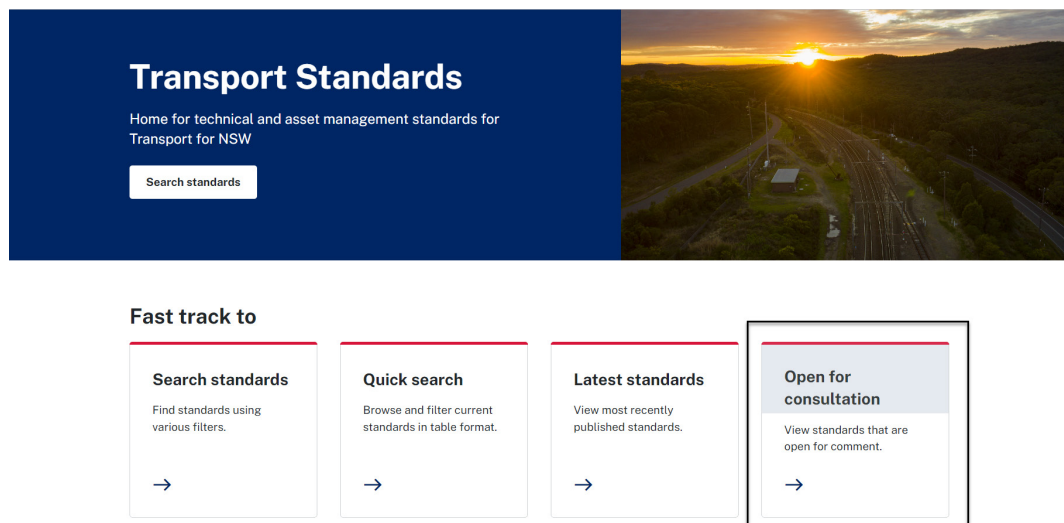 Transport Standards
Home for technical and asset management standards for
Transport for NSW
Search standards
Fast track to
Search standards
Find standards using
various filters.
Quick search
Browse and filter current
standards in table format.
Latest standards
View most recently
published standards.
Open for
consultation
View standards that are
open for comment.